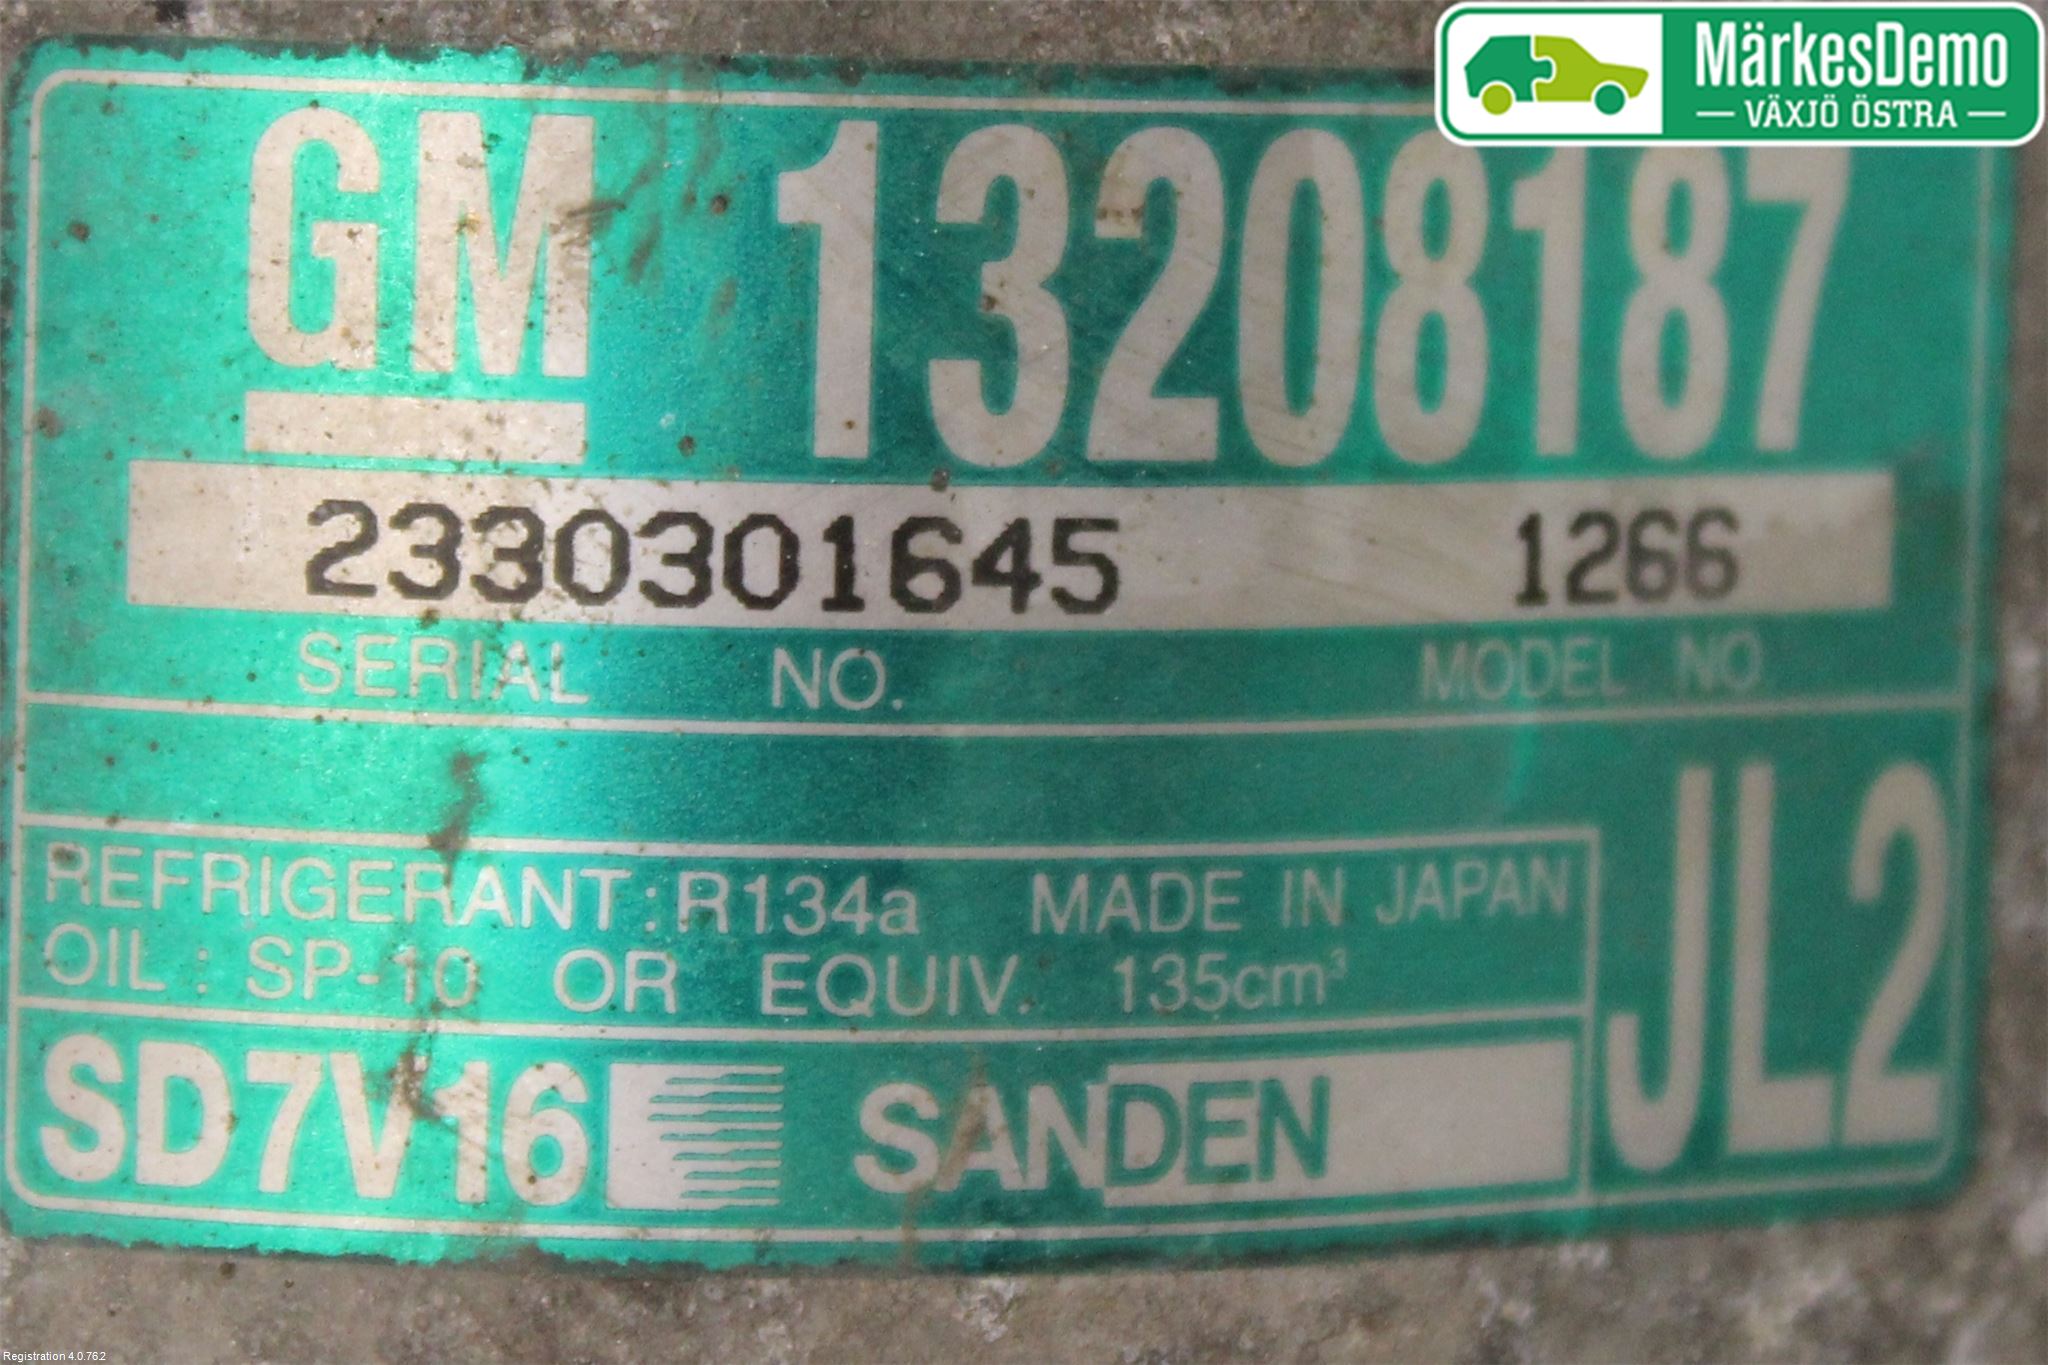 MärkesDemo
VÄXJÖ ÖSTRA
GM 13208187
2330301645 1266
SERIAL NO. MODEL NO.
REFRIGERANT: R134a MADE IN JAPAN
OIL: SP-10 OR EQUIV. 135cm³
JL2
SD7V16 SANDEN
Registration 4.0.762